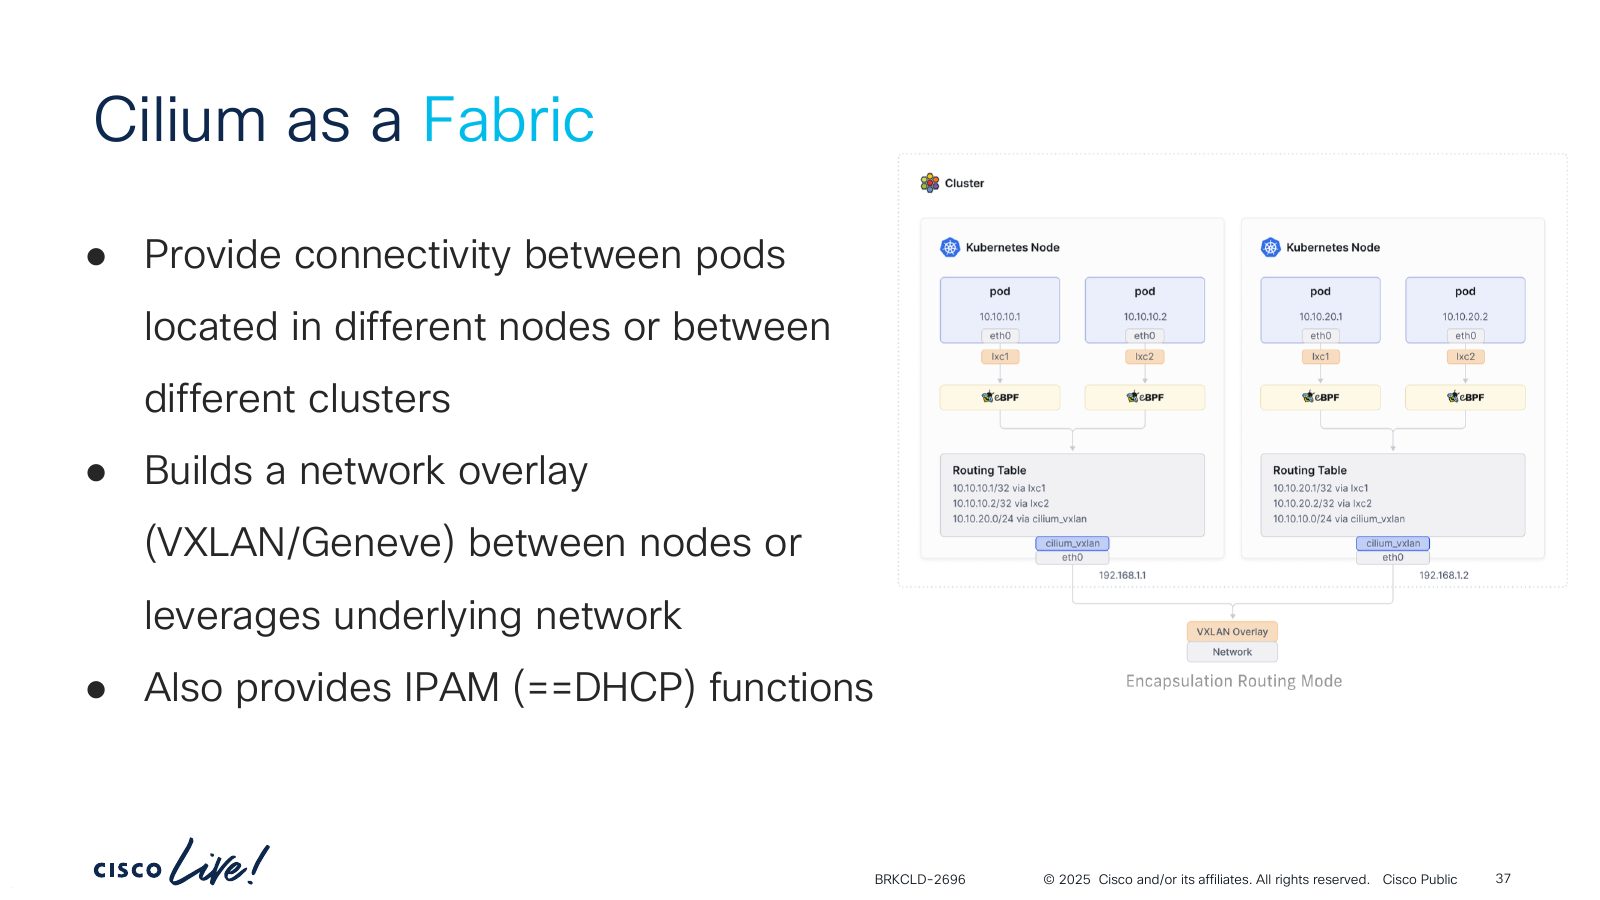 Cilium as a Fabric
● Provide connectivity between pods
located in different nodes or between
different clusters
● Builds a network overlay
(VXLAN/Geneve) between nodes or
leverages underlying network
● Also provides IPAM (==DHCP) functions
Cluster
Kubernetes Node
pod
10.10.10.1
eth0
lxc1
eBPF
pod
10.10.10.2
eth0
lxc2
eBPF
Routing Table
10.10.10.1/32 via lxc1
10.10.10.2/32 via lxc2
10.10.20.0/24 via cilium_vxlan
cilium_vxlan
eth0
192.168.1.1
Kubernetes Node
pod
10.10.20.1
eth0
lxc1
eBPF
pod
10.10.20.2
eth0
lxc2
eBPF
Routing Table
10.10.20.1/32 via lxc1
10.10.20.2/32 via lxc2
10.10.10.0/24 via cilium_vxlan
cilium_vxlan
eth0
192.168.1.2
VXLAN Overlay
Network
Encapsulation Routing Mode
CISCO Live!
BRKCLD-2696
© 2025 Cisco and/or its affiliates. All rights reserved. Cisco Public
37